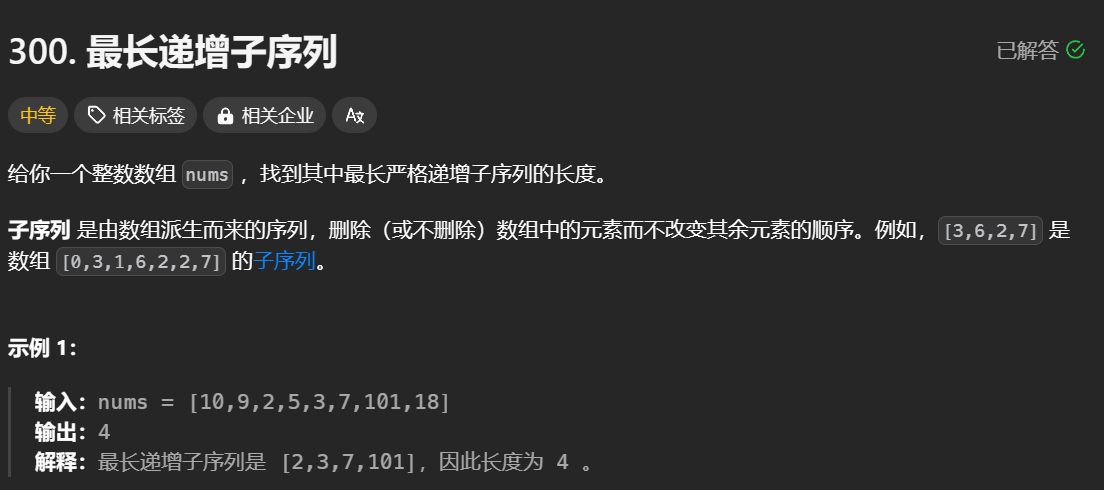 300. 最长递增子序列
已解答
中等 相关标签 相关企业
给你一个整数数组 nums ，找到其中最长严格递增子序列的长度。
子序列 是由数组派生而来的序列，删除（或不删除）数组中的元素而不改变其余元素的顺序。例如，[3,6,2,7] 是
数组 [0,3,1,6,2,2,7] 的子序列。
示例 1：
输入：nums = [10,9,2,5,3,7,101,18]
输出：4
解释：最长递增子序列是 [2,3,7,101]，因此长度为 4 。